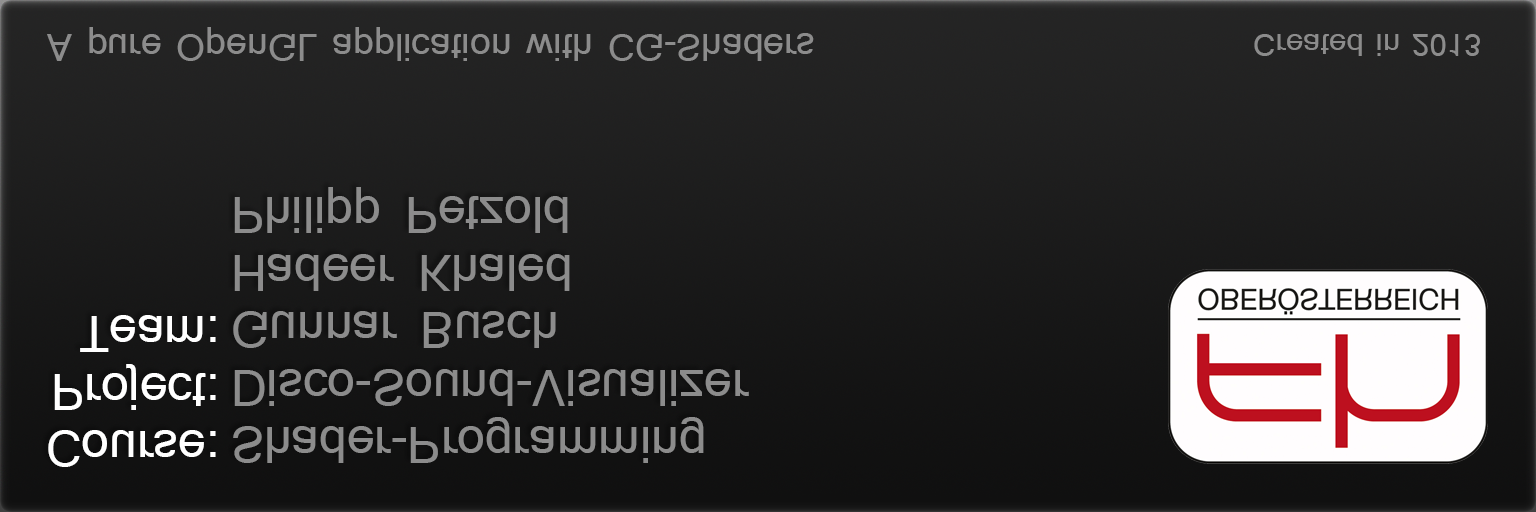 Course: Shader-Programming
Project: Disco-Sound-Visualizer
Team: Gunnar Busch
Hadeer Khaled
Philipp Petzold
fh
OBERÖSTERREICH
A pure OpenGL application with CG-Shaders
Created in 2013